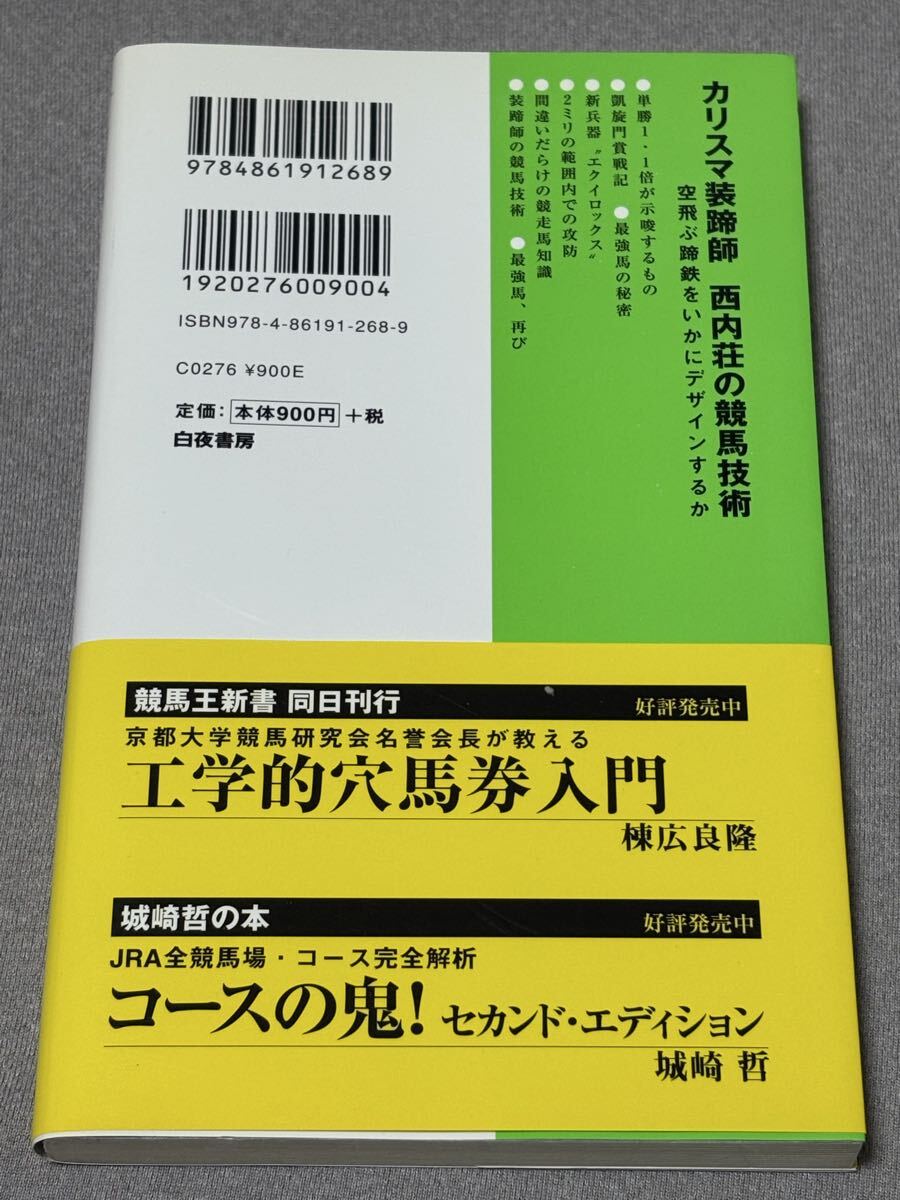 カリスマ装蹄師 西内荘の競馬技術
空飛ぶ蹄鉄をいかにデザインするか
●単勝1・1倍が示唆するもの
●凱旋門賞戦記 ●最強馬の秘密
●新兵器〝エクイロックス〟
●2ミリの範囲内での攻防
●間違いだらけの競走馬知識
●装蹄師の競馬技術 ●最強馬、再び
9784861912689
1920276009004
ISBN978-4-86191-268-9
C0276 ¥900E
定価: 本体900円 +税
白夜書房
競馬王新書 同日刊行 好評発売中
京都大学競馬研究会名誉会長が教える
工学的穴馬券入門
棟広良隆
城崎哲の本 好評発売中
JRA全競馬場・コース完全解析
コースの鬼! セカンド・エディション
城崎 哲